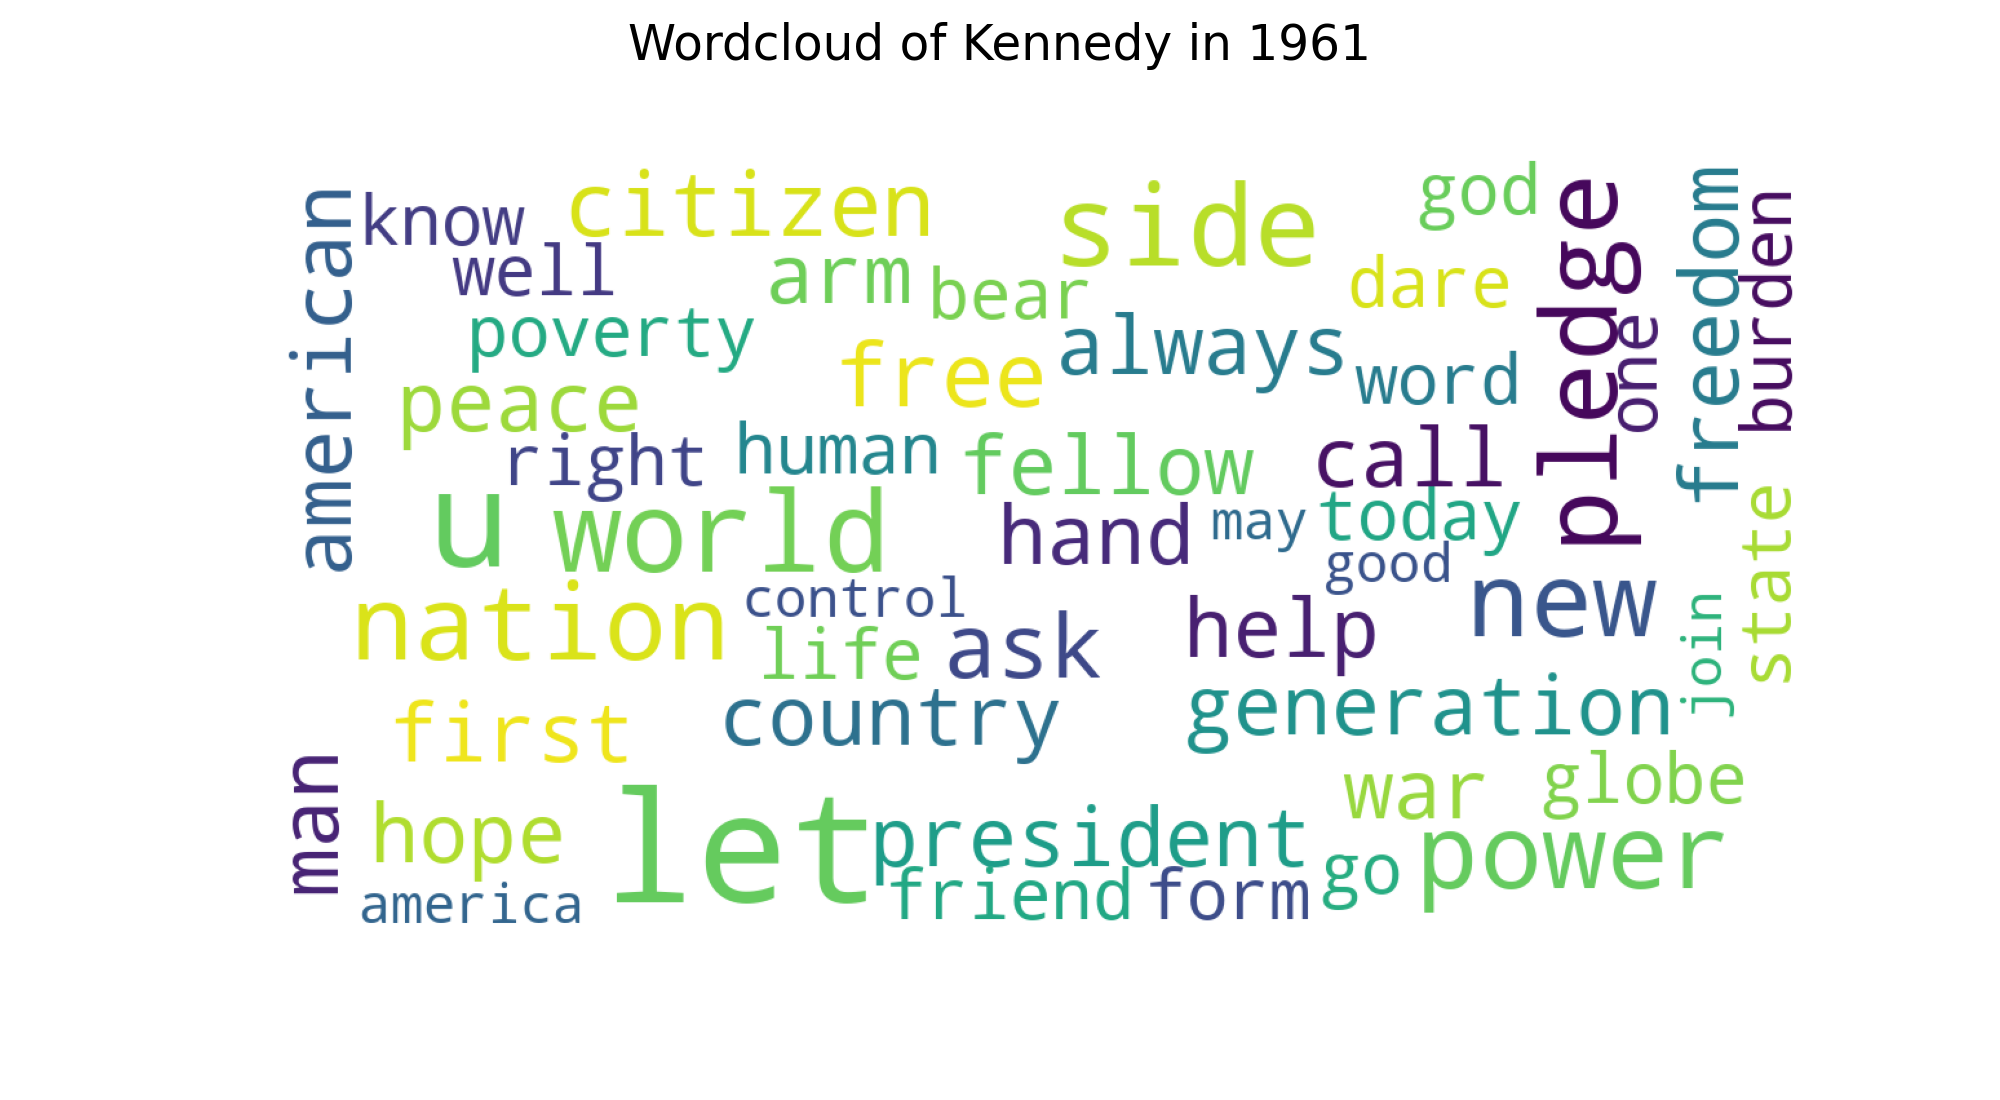 Wordcloud of Kennedy in 1961
american
know
citizen
side
god
pledge
freedom
burden
well
arm
bear
dare
poverty
free
always
word
one
peace
right
human
fellow
call
u
world
hand
may
today
good
state
nation
control
life
ask
help
new
join
first
country
generation
man
hope
let
president
war
globe
america
friend
form
go
power